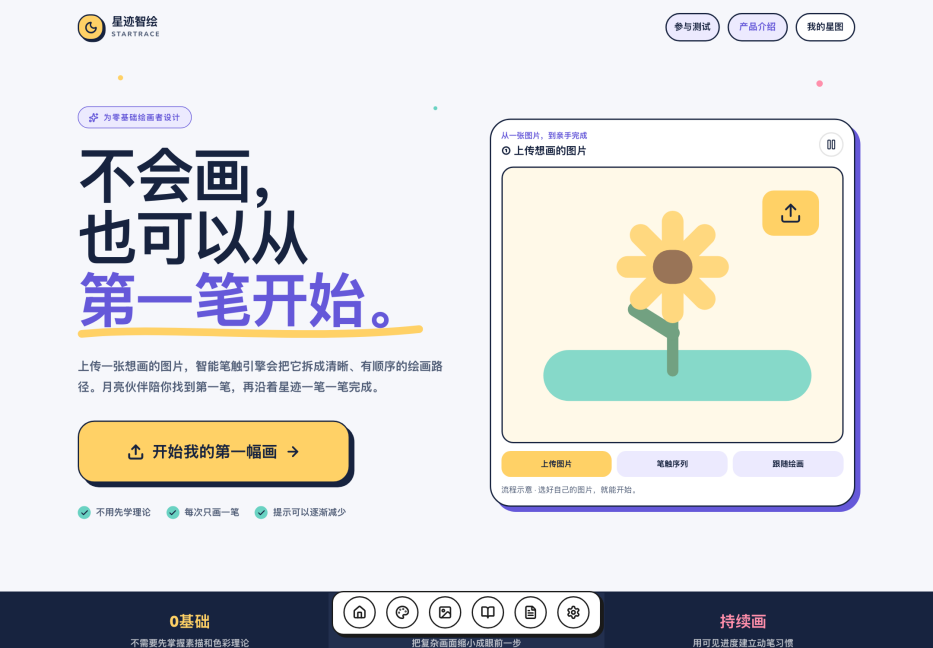 星迹智绘
STARTRACE
参与测试
产品介绍
我的星图
为零基础绘画者设计
不会画，
也可以从
第一笔开始。
上传一张想画的图片，智能笔触引擎会把它拆成清晰、有顺序的绘画路
径。月亮伙伴陪你找到第一笔，再沿着星迹一笔一笔完成。
开始我的第一幅画 →
不用先学理论
每次只画一笔
提示可以逐渐减少
从一张图片，到亲手完成
① 上传想画的图片
上传图片
笔触序列
跟随绘画
流程示意 · 选好自己的图片，就能开始。
0基础
不需要先掌握素描和色彩理论
把复杂画面缩小成眼前一步
持续画
用可见进度建立动笔习惯